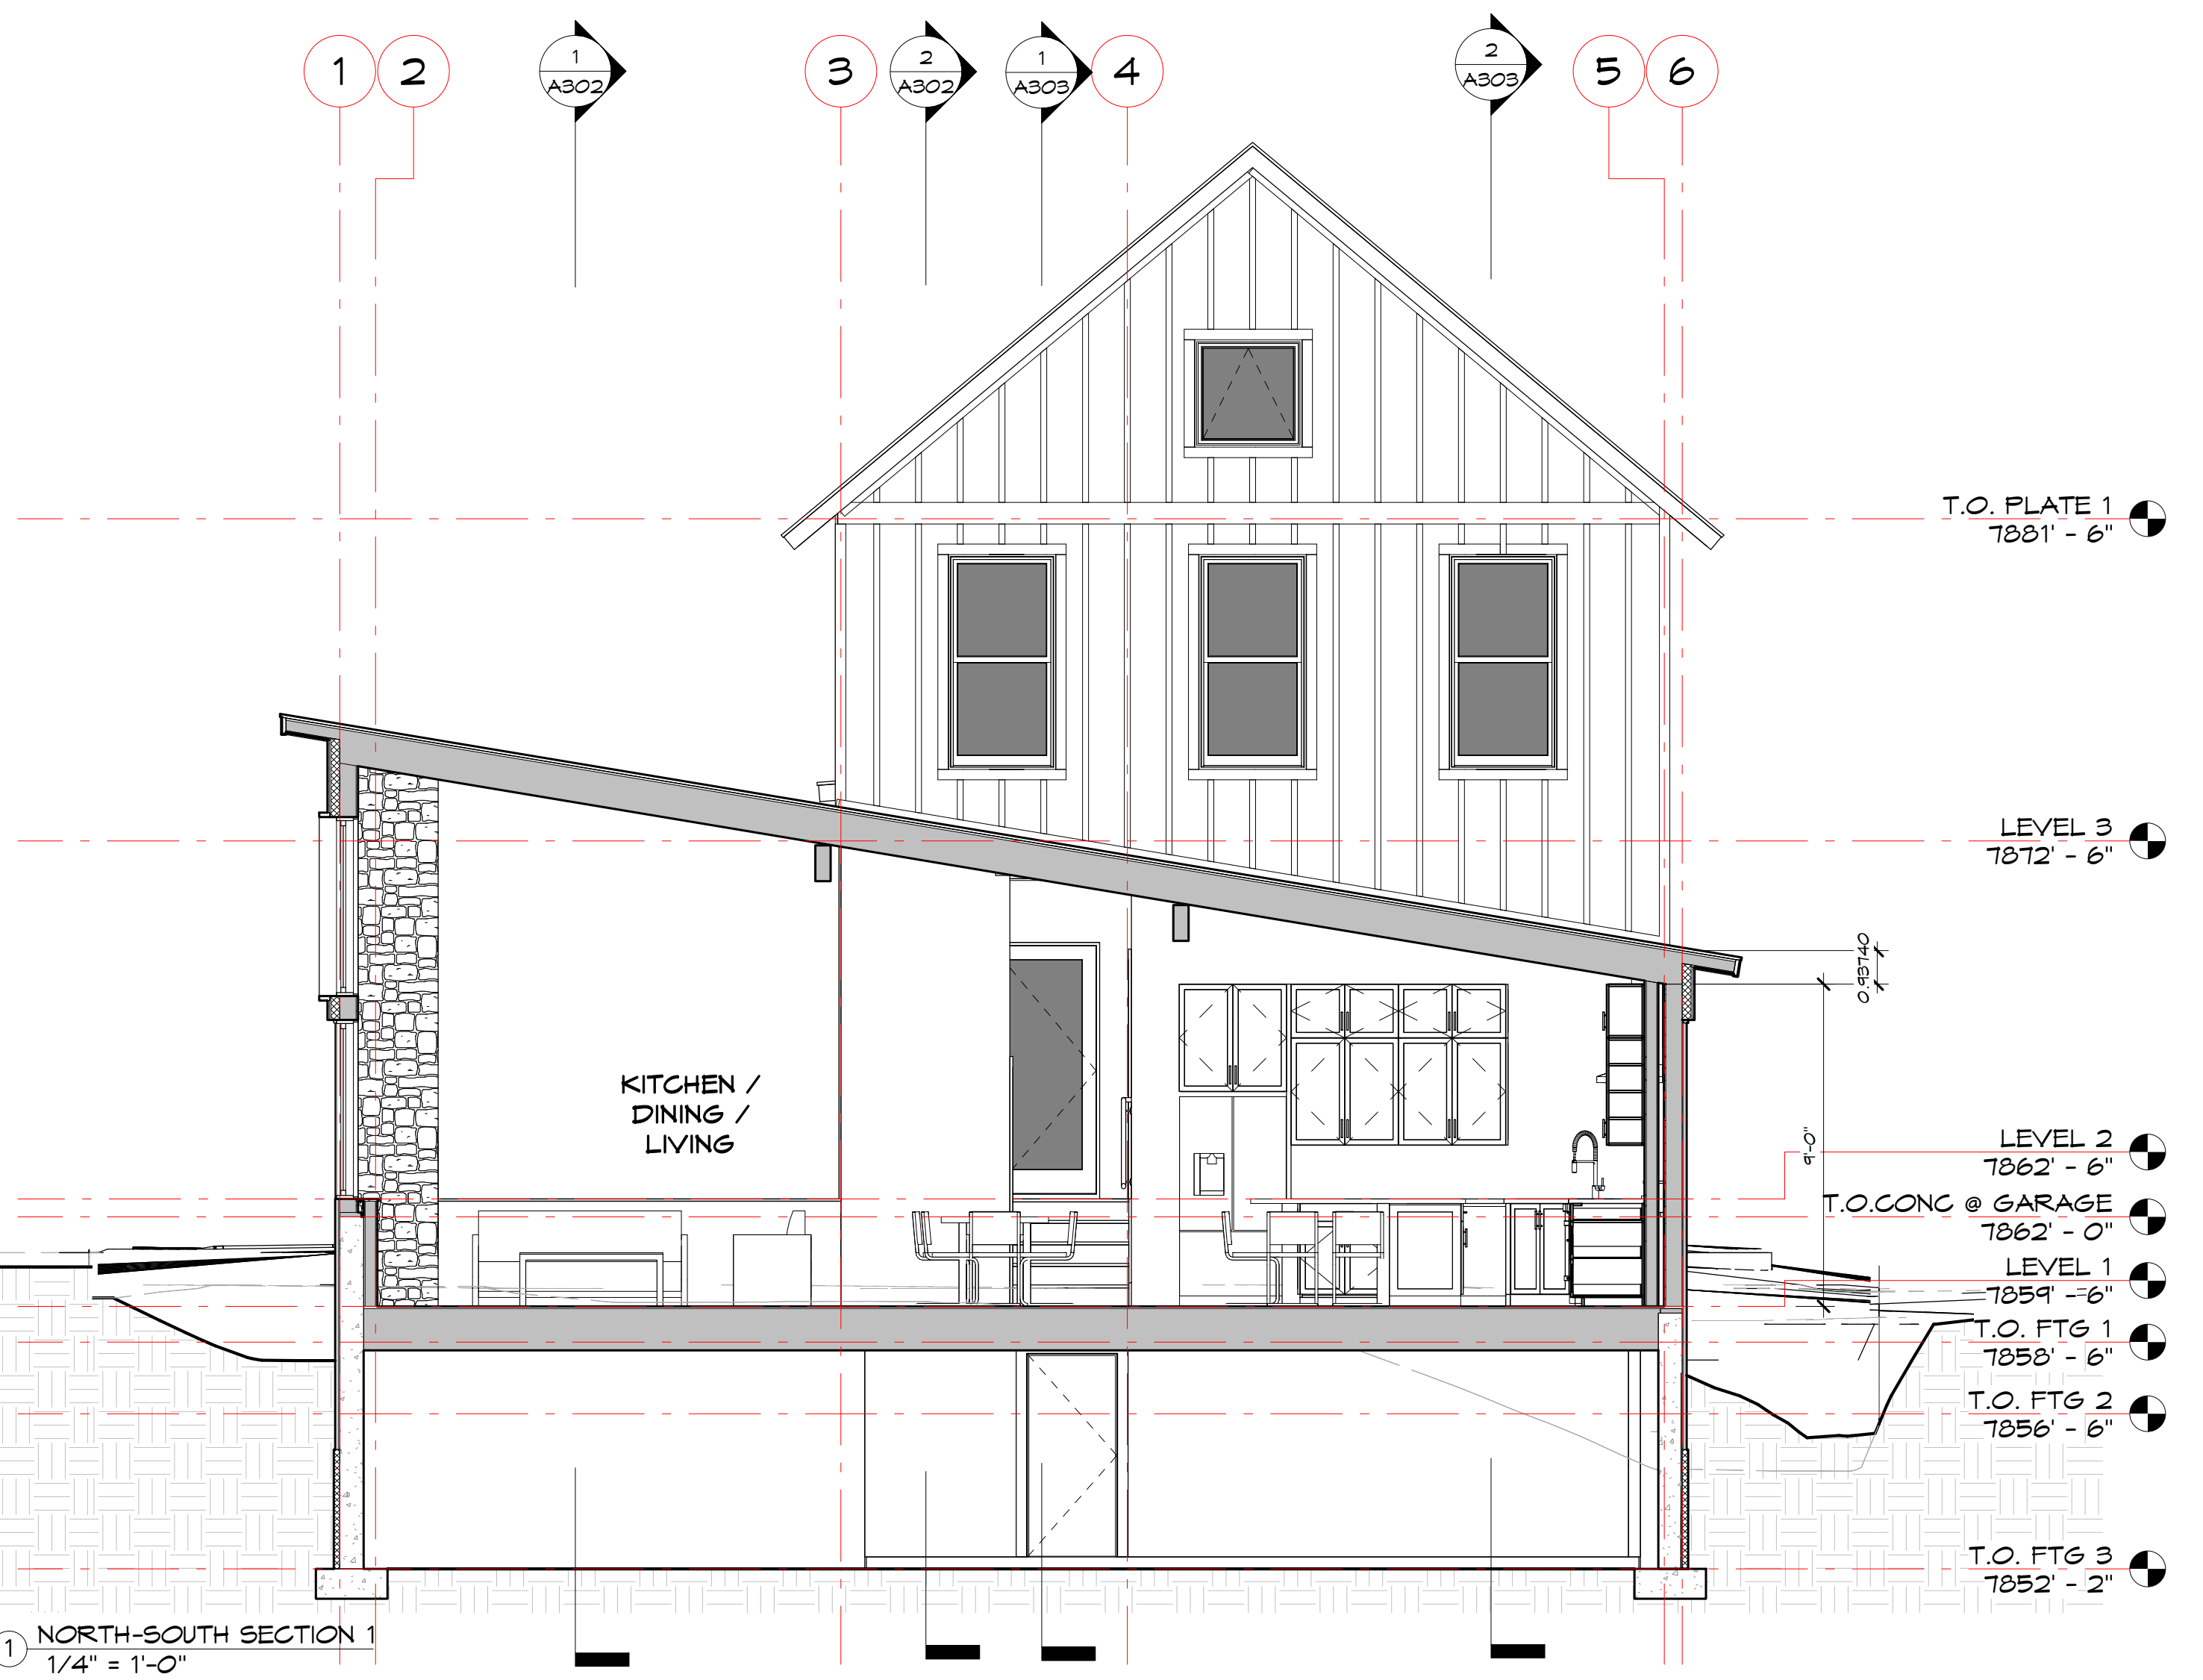 1
2
1
A302
3
2
A302
1
A303
4
2
A303
5
6
T.O. PLATE 1
7881' - 6"
LEVEL 3
7872' - 6"
0.93740
KITCHEN /
DINING /
LIVING
9'-0"
LEVEL 2
7862' - 6"
T.O.CONC @ GARAGE
7862' - 0"
LEVEL 1
7859' - 6"
T.O. FTG 1
7858' - 6"
T.O. FTG 2
7856' - 6"
T.O. FTG 3
7852' - 2"
1
NORTH-SOUTH SECTION 1
1/4" = 1'-0"